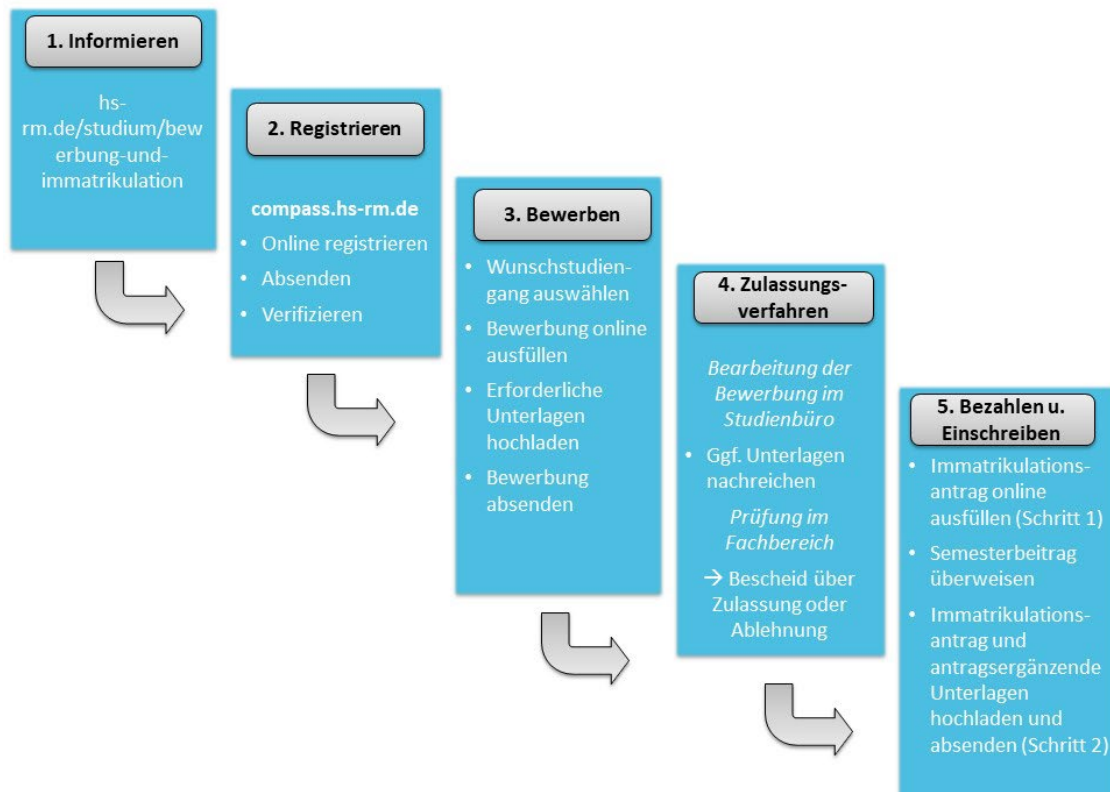 1. Informieren
hs-
rm.de/studium/bew
erbung-und-
immatrikulation
2. Registrieren
compass.hs-rm.de
• Online registrieren
• Absenden
• Verifizieren
3. Bewerben
• Wunschstudien-
gang auswählen
• Bewerbung online
ausfüllen
• Erforderliche
Unterlagen
hochladen
• Bewerbung
absenden
4. Zulassungs-
verfahren
Bearbeitung der
Bewerbung im
Studienbüro
• Ggf. Unterlagen
nachreichen
Prüfung im
Fachbereich
→ Bescheid über
Zulassung oder
Ablehnung
5. Bezahlen u.
Einschreiben
• Immatrikulations-
antrag online
ausfüllen (Schritt 1)
• Semesterbeitrag
überweisen
• Immatrikulations-
antrag und
antragsergänzende
Unterlagen
hochladen und
absenden (Schritt 2)